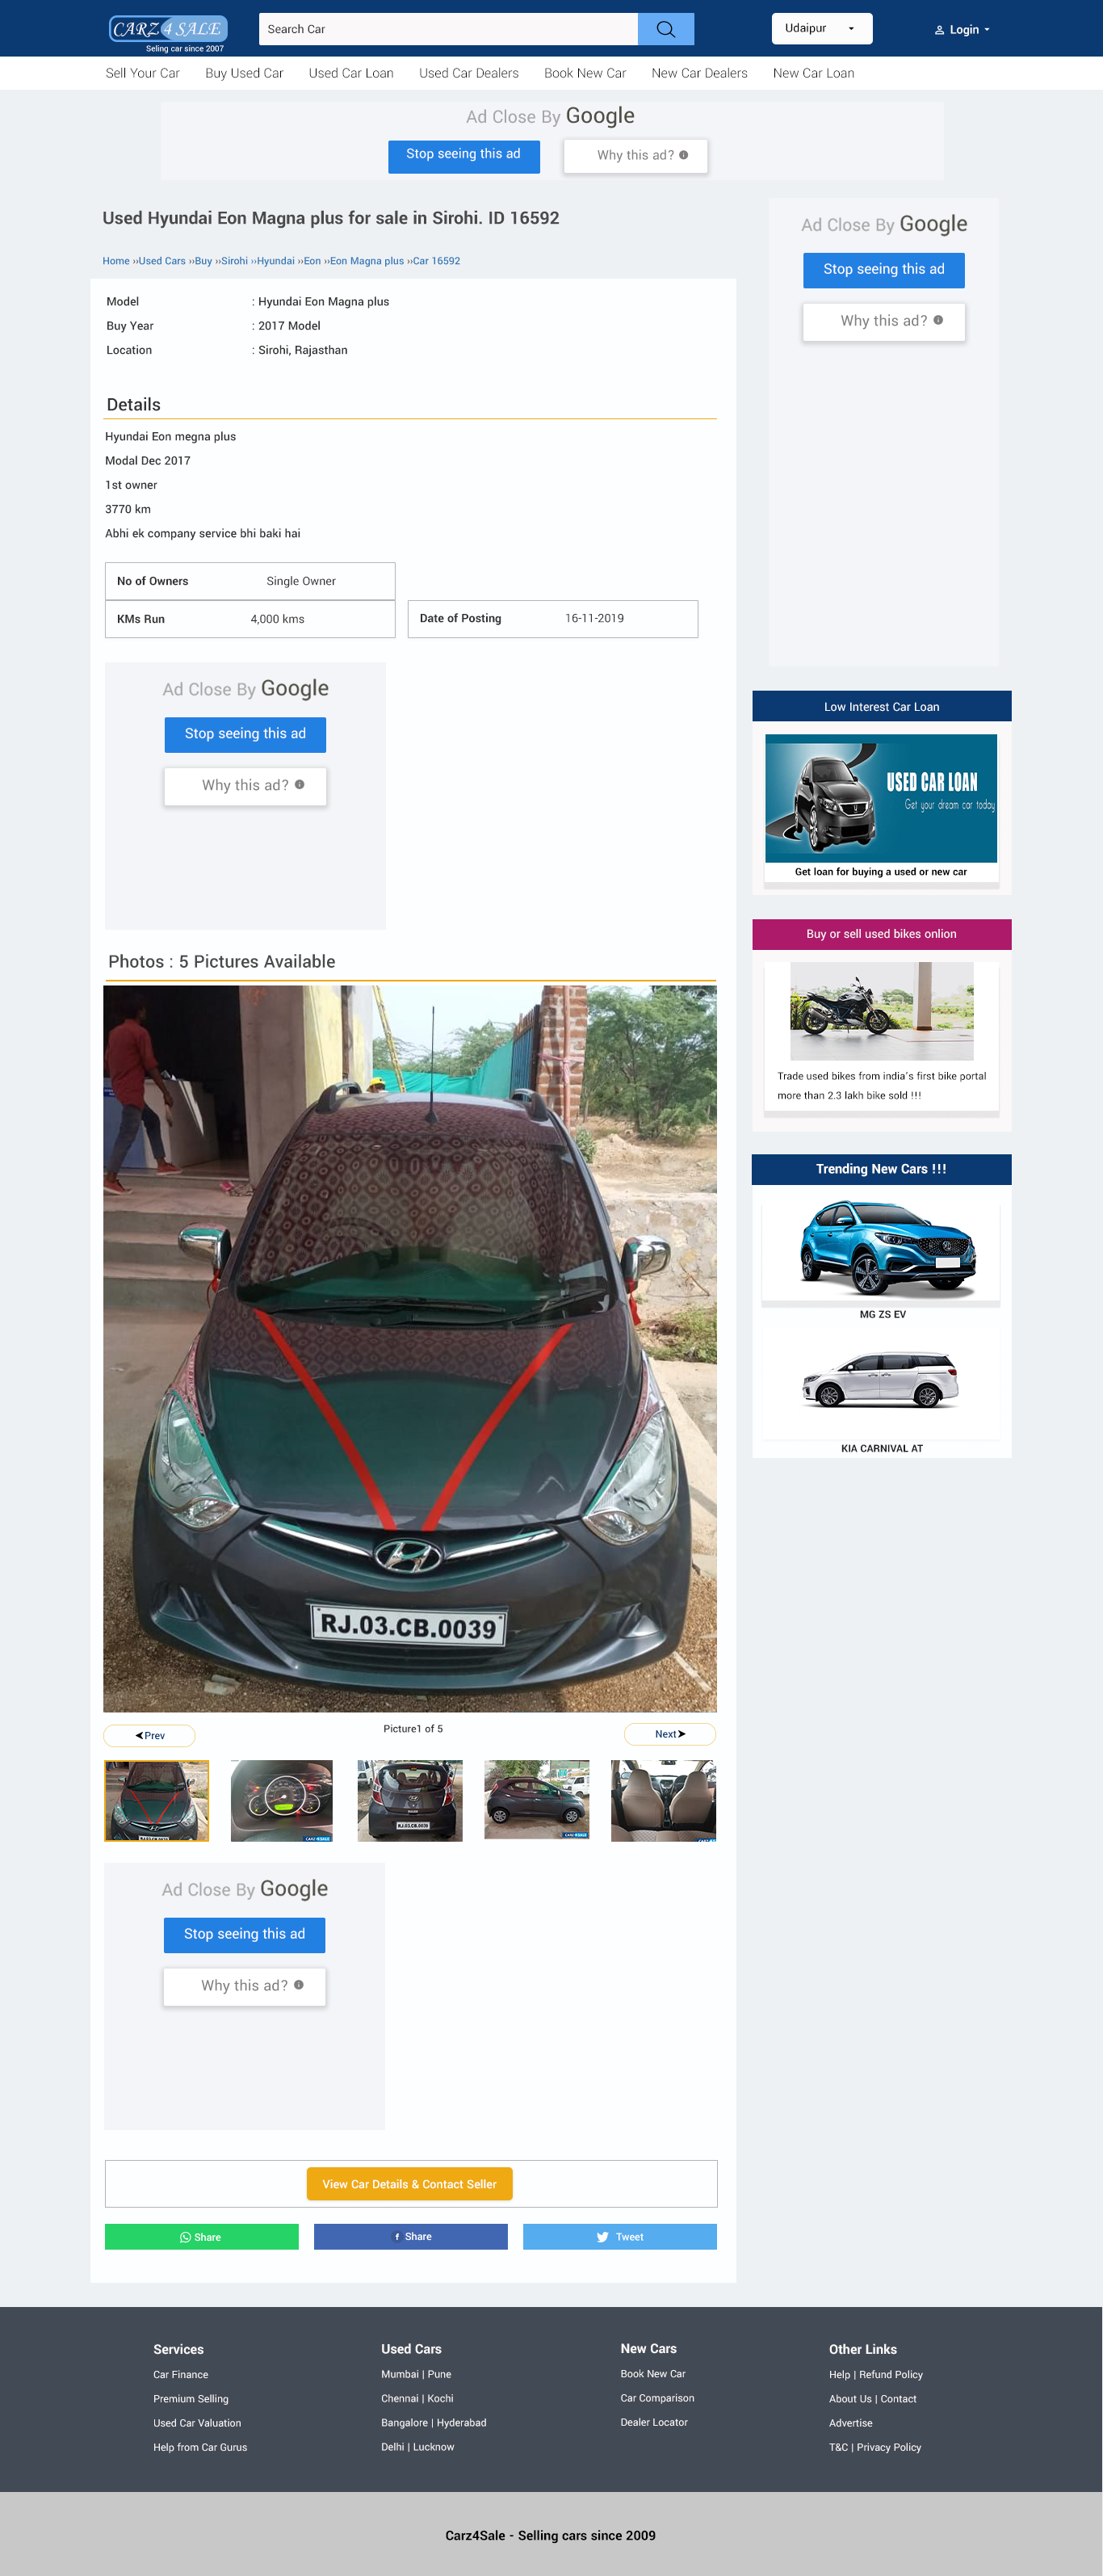 CARZ 4 SALE
Seling car since 2007
Search Car
Udaipur
Login
Sell Your Car Buy Used Car Used Car Loan Used Car Dealers Book New Car New Car Dealers New Car Loan
Ad Close By Google
Stop seeing this ad Why this ad?
Used Hyundai Eon Magna plus for sale in Sirohi. ID 16592
Home ››Used Cars ››Buy ››Sirohi ››Hyundai ››Eon ››Eon Magna plus ››Car 16592
Model : Hyundai Eon Magna plus
Buy Year : 2017 Model
Location : Sirohi, Rajasthan
Details
Hyundai Eon megna plus
Modal Dec 2017
1st owner
3770 km
Abhi ek company service bhi baki hai
No of Owners Single Owner
KMs Run 4,000 kms
Date of Posting 16-11-2019
Ad Close By Google
Stop seeing this ad
Why this ad?
Photos : 5 Pictures Available
RJ.03.CB.0039
Prev
Picture1 of 5
Next
RJ.03.CB.0039
CARZ4SALE
CARZ4SALE
Ad Close By Google
Stop seeing this ad
Why this ad?
View Car Details & Contact Seller
Share
Share
Tweet
Ad Close By Google
Stop seeing this ad
Why this ad?
Low Interest Car Loan
USED CAR LOAN
Get your dream car today
Get loan for buying a used or new car
Buy or sell used bikes onlion
Trade used bikes from india's first bike portal
more than 2.3 lakh bike sold !!!
Trending New Cars !!!
MG ZS EV
KIA CARNIVAL AT
Services
Car Finance
Premium Selling
Used Car Valuation
Help from Car Gurus
Used Cars
Mumbai | Pune
Chennai | Kochi
Bangalore | Hyderabad
Delhi | Lucknow
New Cars
Book New Car
Car Comparison
Dealer Locator
Other Links
Help | Refund Policy
About Us | Contact
Advertise
T&C | Privacy Policy
Carz4Sale - Selling cars since 2009